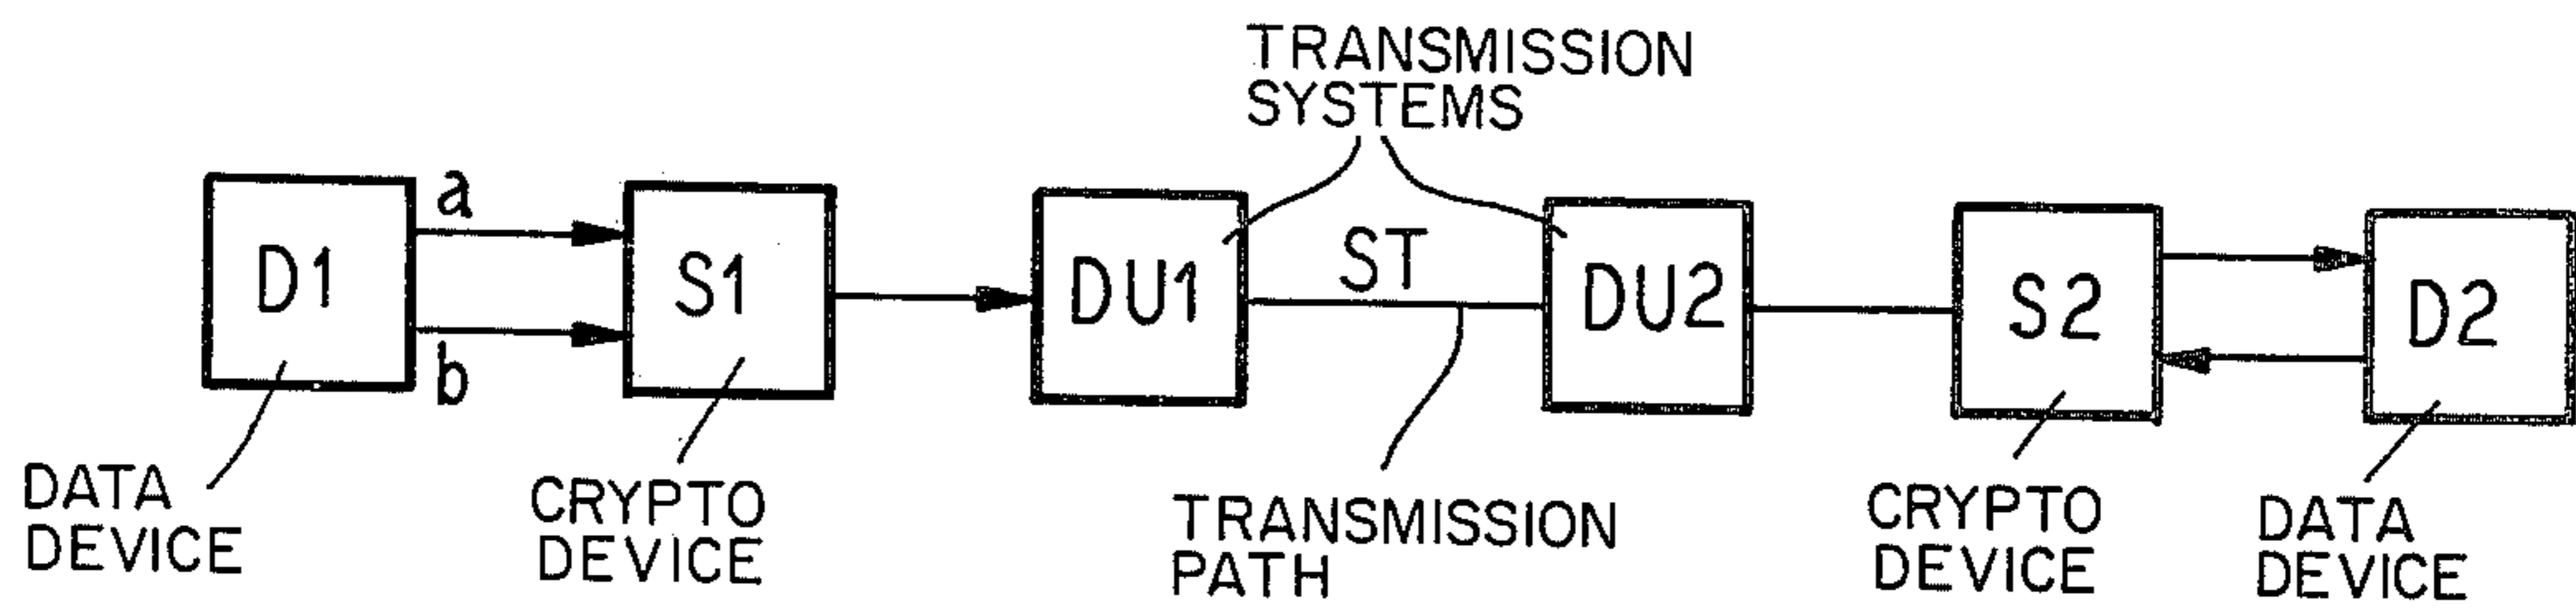 TRANSMISSION
SYSTEMS
a
D1
S1
DU1
ST
DU2
S2
D2
b
DATA
DEVICE
CRYPTO
DEVICE
TRANSMISSION
PATH
CRYPTO
DEVICE
DATA
DEVICE